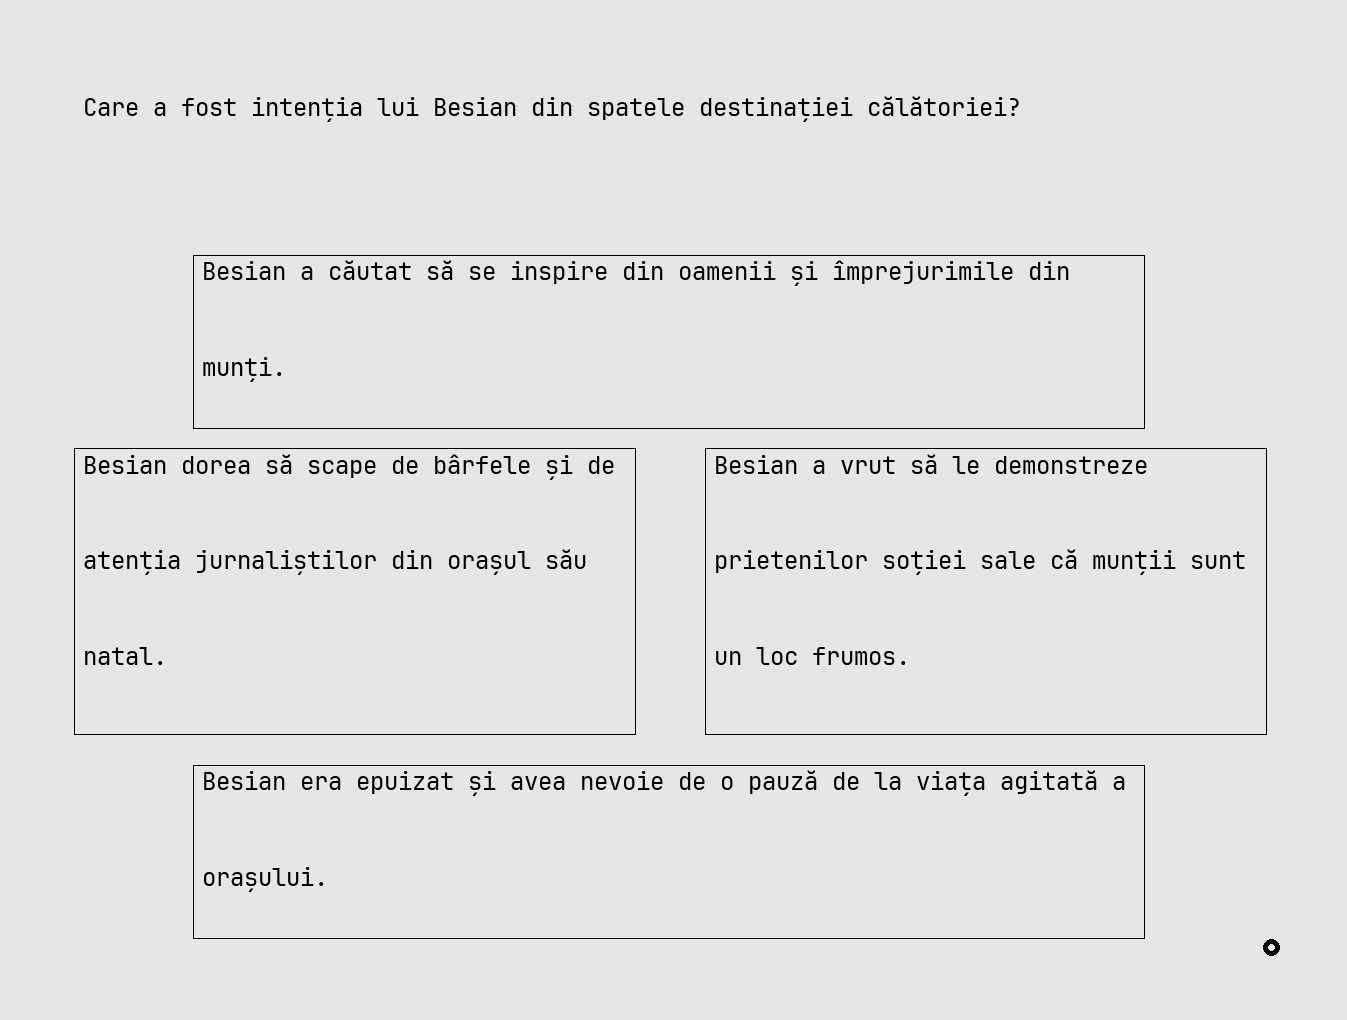 Care a fost intenția lui Besian din spatele destinației călătoriei?
Besian a căutat să se inspire din oamenii și împrejurimile din
munți.
Besian dorea să scape de bârfele și de
atenția jurnaliștilor din orașul său
natal.
Besian a vrut să le demonstreze
prietenilor soției sale că munții sunt
un loc frumos.
Besian era epuizat și avea nevoie de o pauză de la viața agitată a
orașului.